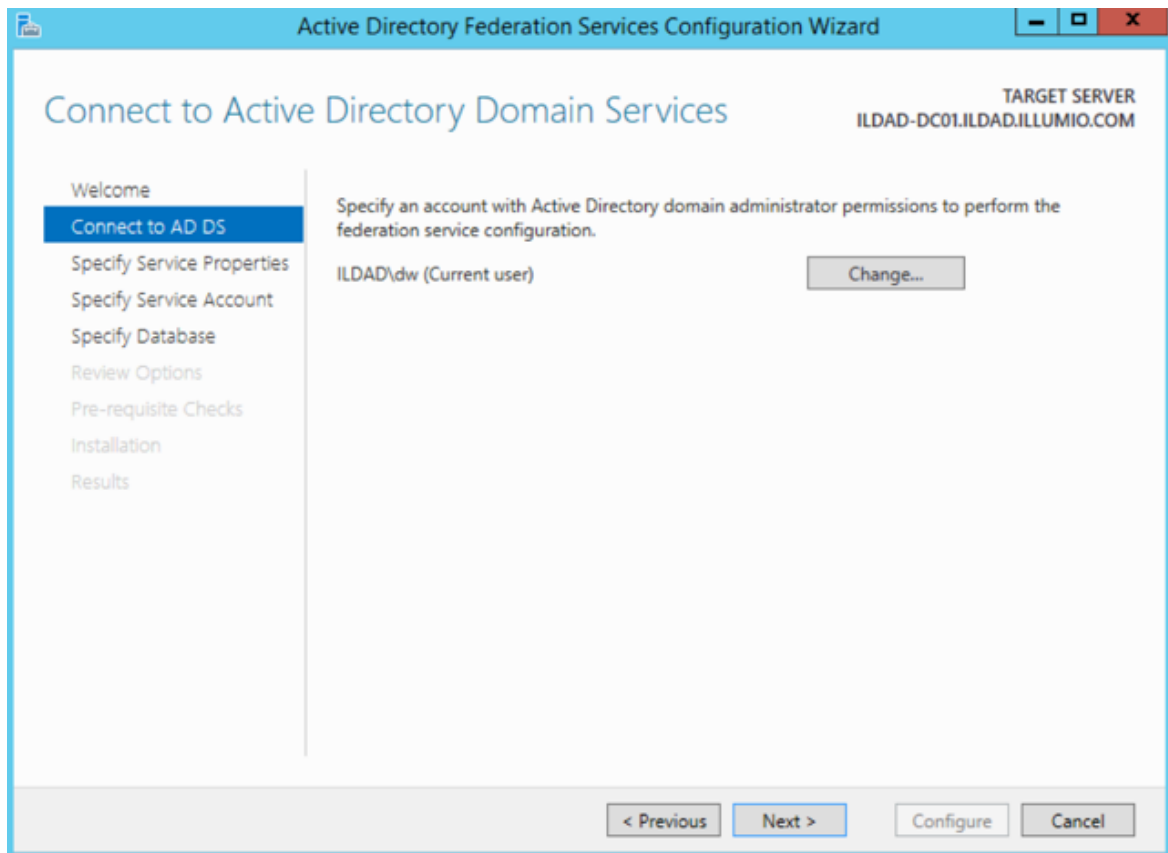 Active Directory Federation Services Configuration Wizard
Connect to Active Directory Domain Services
TARGET SERVER
ILDAD-DC01.ILDAD.ILLUMIO.COM
Welcome
Connect to AD DS
Specify Service Properties
Specify Service Account
Specify Database
Review Options
Pre-requisite Checks
Installation
Results
Specify an account with Active Directory domain administrator permissions to perform the
federation service configuration.
ILDAD\dw (Current user)
Change...
< Previous
Next >
Configure
Cancel